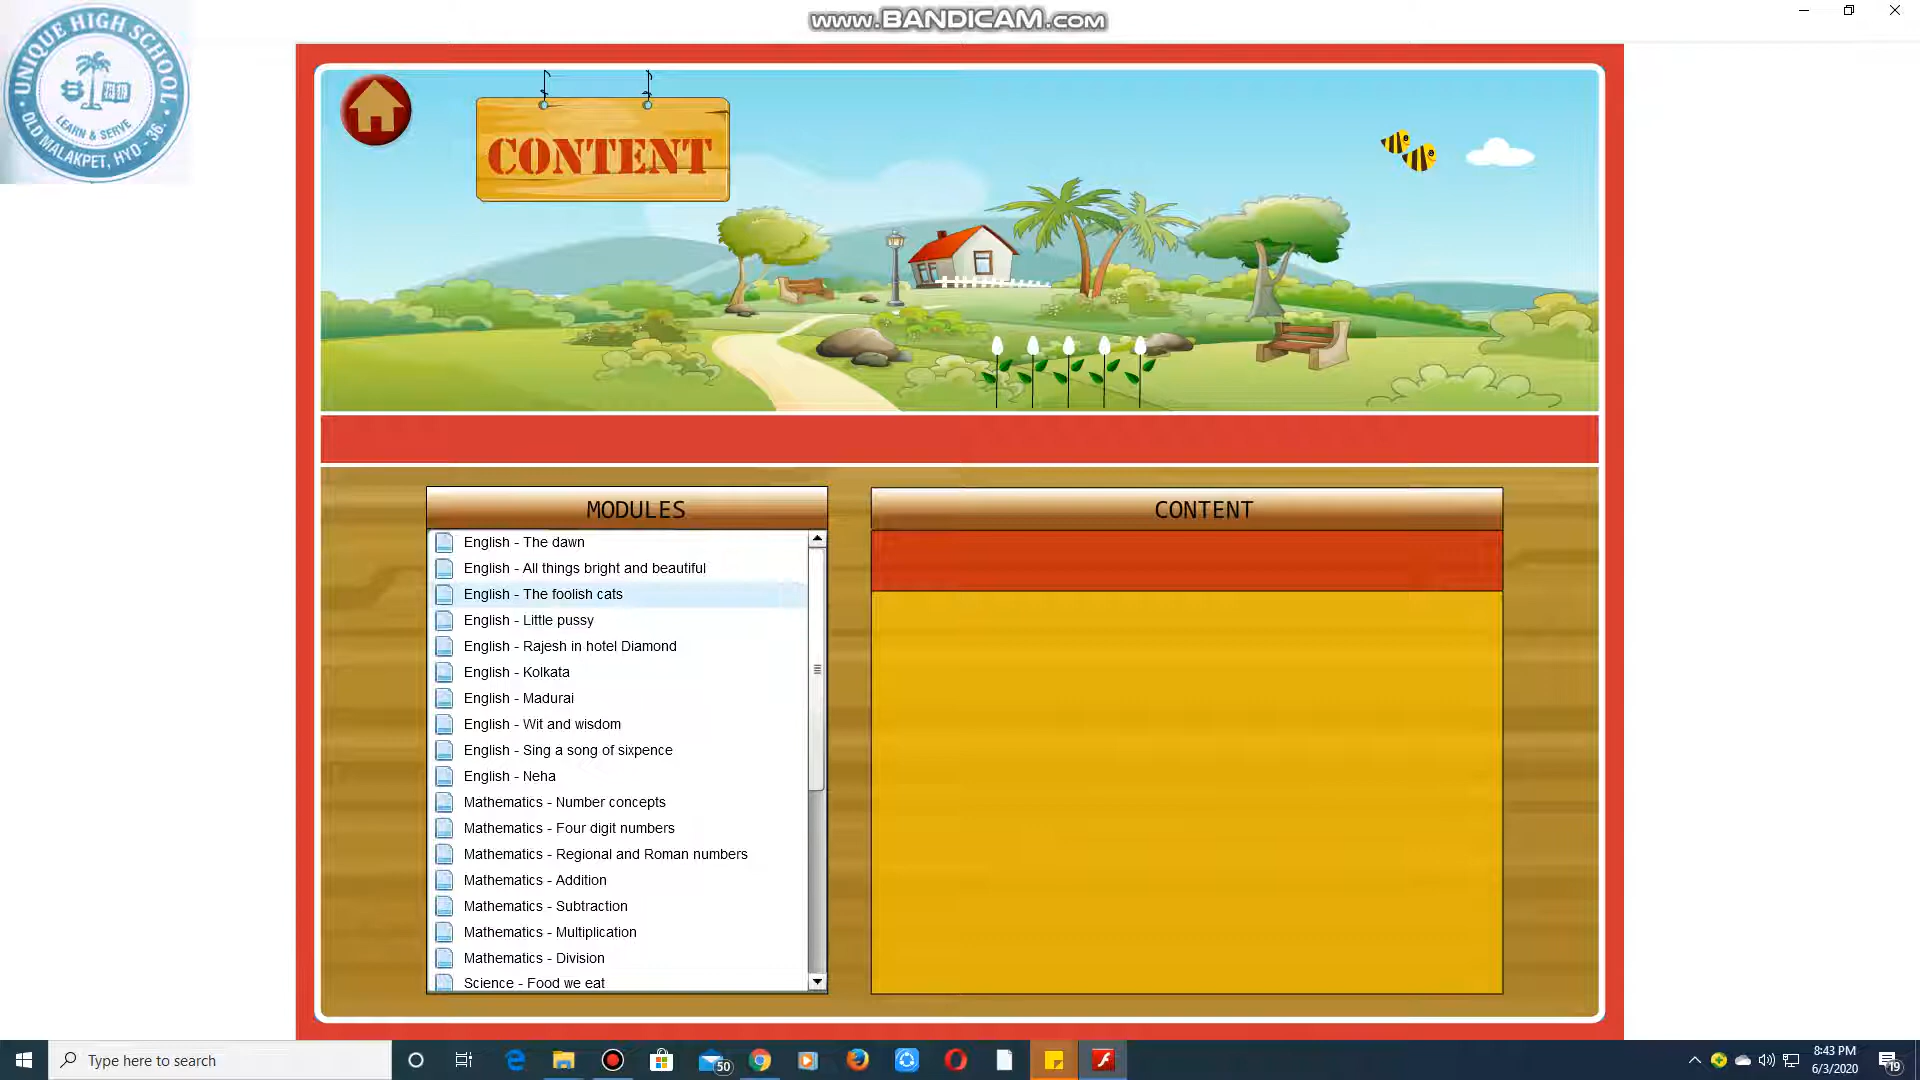 www.BANDICAM.com
UNIQUE HIGH SCHOOL
LEARN & SERVE
OLD MALAKPET, HYD - 36.
CONTENT
MODULES
English - The dawn
English - All things bright and beautiful
English - The foolish cats
English - Little pussy
English - Rajesh in hotel Diamond
English - Kolkata
English - Madurai
English - Wit and wisdom
English - Sing a song of sixpence
English - Neha
Mathematics - Number concepts
Mathematics - Four digit numbers
Mathematics - Regional and Roman numbers
Mathematics - Addition
Mathematics - Subtraction
Mathematics - Multiplication
Mathematics - Division
Science - Food we eat
CONTENT
Type here to search
50
8:43 PM
6/3/2020
19